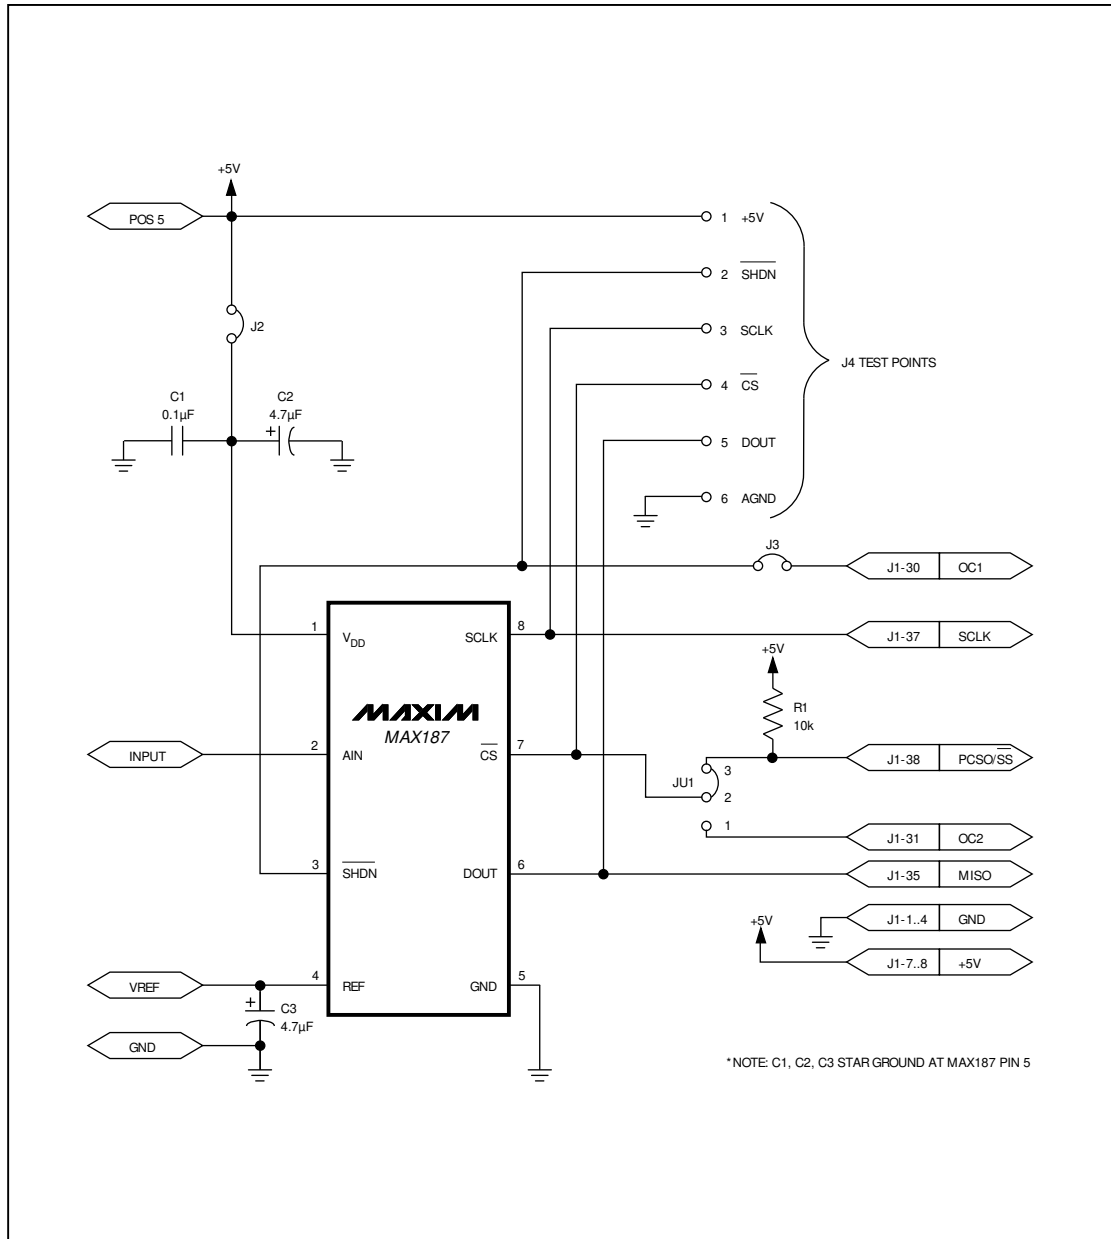 +5V
POS 5
1 +5V
2 SHDN
J2
3 SCLK
J4 TEST POINTS
4 CS
C1
0.1µF
C2
4.7µF
+
5 DOUT
6 AGND
J3
J1-30 OC1
1 VDD
SCLK 8
J1-37 SCLK
+5V
R1
10k
MAXIM
MAX187
INPUT
2 AIN
CS 7
J1-38 PCSO/SS
JU1
3
2
1
J1-31 OC2
3 SHDN
DOUT 6
J1-35 MISO
J1-1..4 GND
+5V
J1-7..8 +5V
VREF
4 REF
GND 5
+
C3
4.7µF
GND
*NOTE: C1, C2, C3 STAR GROUND AT MAX187 PIN 5